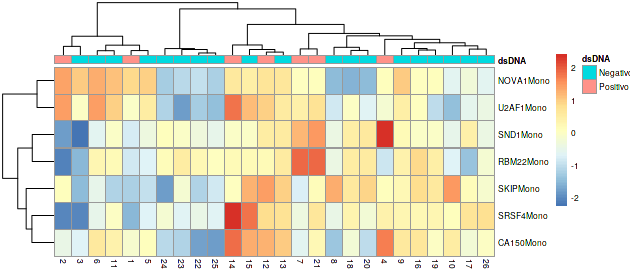 dsDNA
dsDNA
Negativo
Positivo
NOVA1Mono
U2AF1Mono
SND1Mono
RBM22Mono
SKIPMono
SRSF4Mono
CA150Mono
2
1
0
-1
-2
2 3 6 11 1 5 24 23 22 25 14 15 12 13 7 21 8 18 20 4 9 16 19 10 17 26